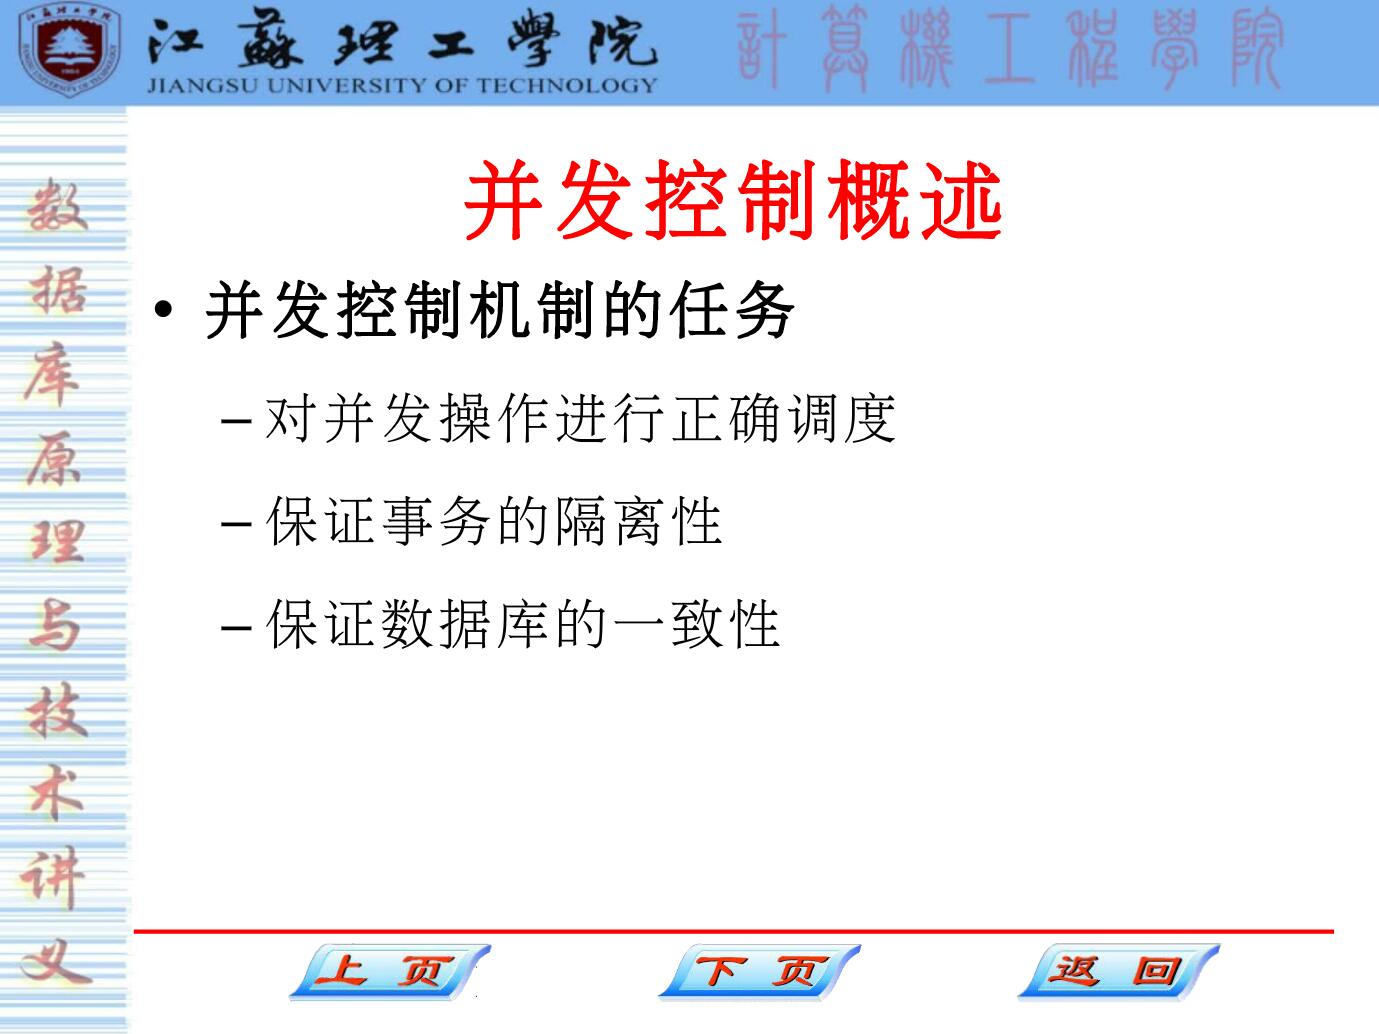 江蘇理工學院
JIANGSU UNIVERSITY OF TECHNOLOGY
計算機工程學院
数据库原理与技术讲义
并发控制概述
• 并发控制机制的任务
– 对并发操作进行正确调度
– 保证事务的隔离性
– 保证数据库的一致性
上页
下页
返回